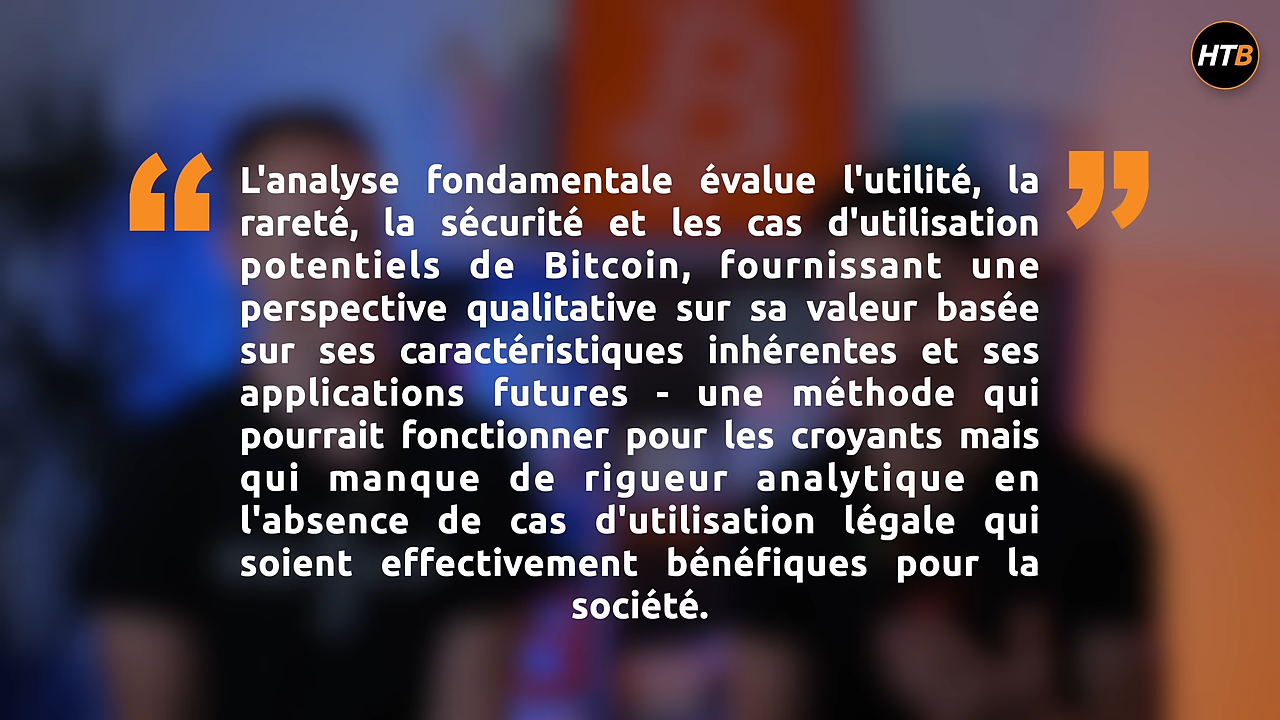 HTB
“ L'analyse fondamentale évalue l'utilité, la ”
rareté, la sécurité et les cas d'utilisation
potentiels de Bitcoin, fournissant une
perspective qualitative sur sa valeur basée
sur ses caractéristiques inhérentes et ses
applications futures - une méthode qui
pourrait fonctionner pour les croyants mais
qui manque de rigueur analytique en
l'absence de cas d'utilisation légale qui
soient effectivement bénéfiques pour la
société.